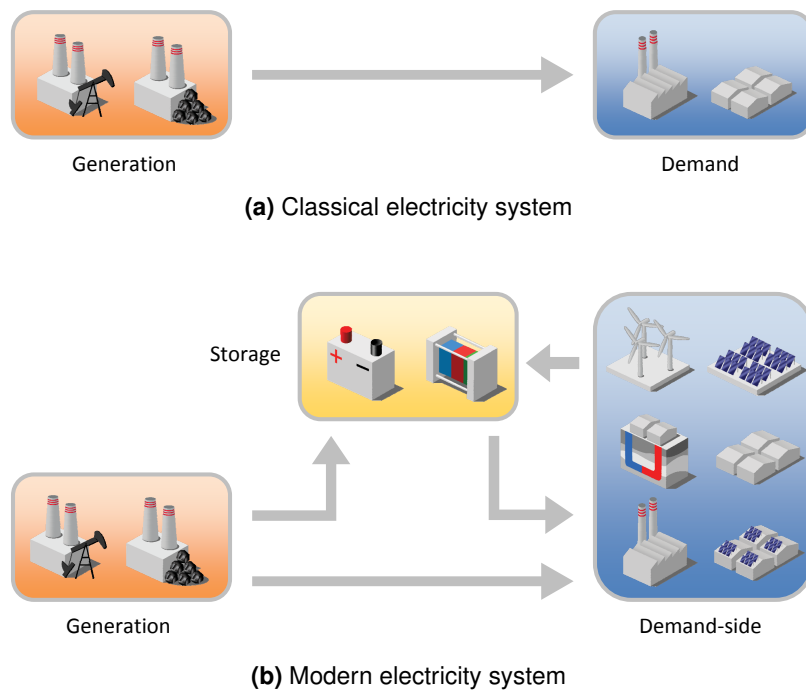 Generation
Demand
(a) Classical electricity system
Storage
+
−
Generation
Demand-side
(b) Modern electricity system